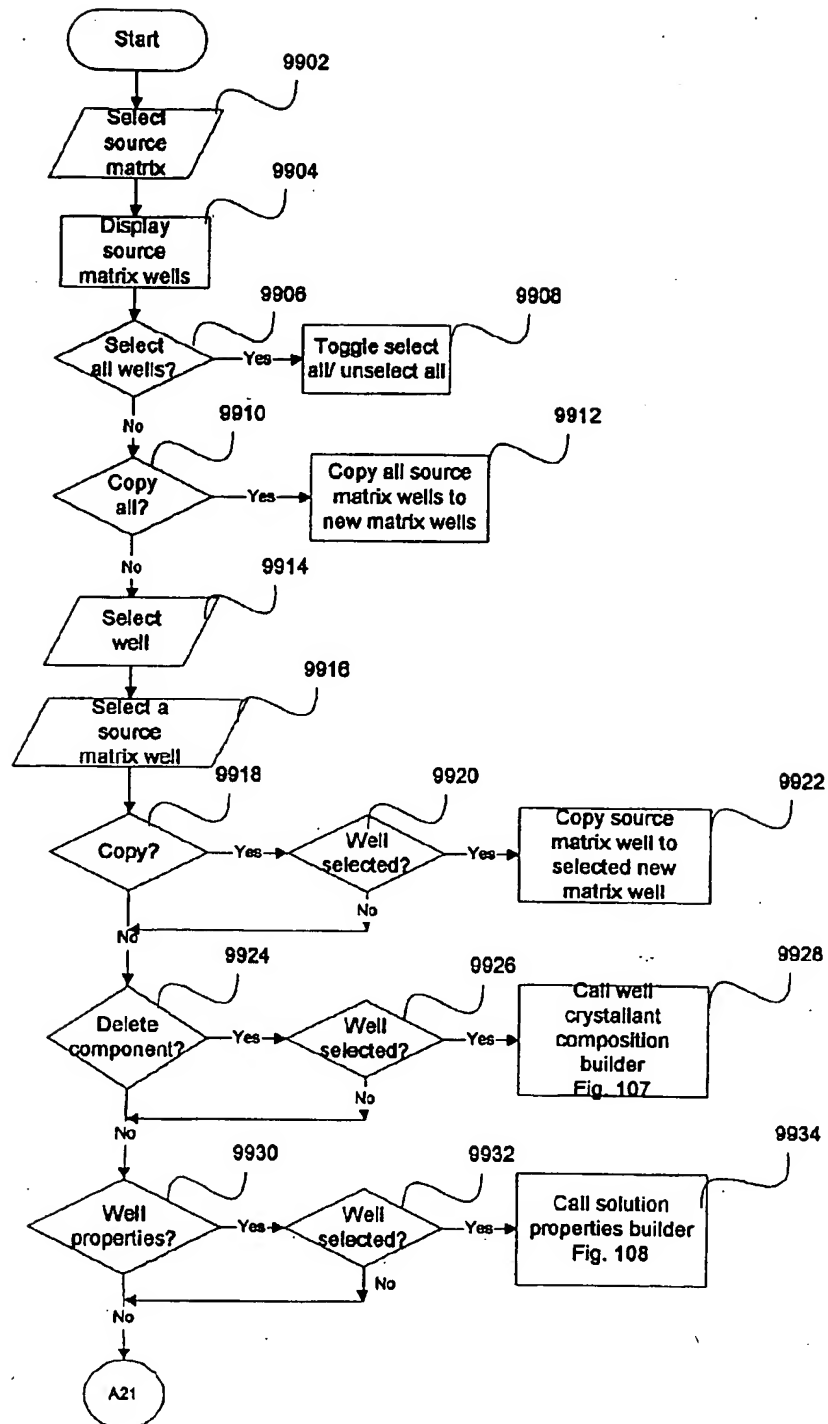 Start
9902
Select
source
matrix
9904
Display
source
matrix wells
9906
Select
all wells?
Yes
9908
Toggle select
all/ unselect all
No
9910
Copy
all?
Yes
9912
Copy all source
matrix wells to
new matrix wells
No
9914
Select
well
9916
Select a
source
matrix well
9918
Copy?
Yes
9920
Well
selected?
Yes
9922
Copy source
matrix well to
selected new
matrix well
No
No
9924
Delete
component?
Yes
9926
Well
selected?
Yes
9928
Call well
crystallant
composition
builder
Fig. 107
No
No
9930
Well
properties?
Yes
9932
Well
selected?
Yes
9934
Call solution
properties builder
Fig. 108
No
No
A21